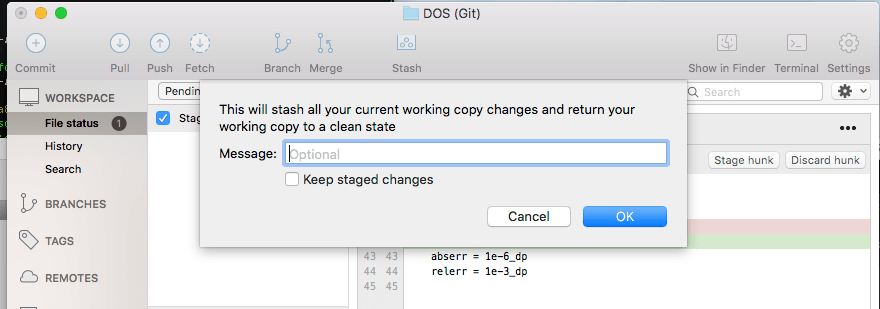 DOS (Git)
Commit Pull Push Fetch Branch Merge Stash Show in Finder Terminal Settings
WORKSPACE
File status 1
History
Search
BRANCHES
TAGS
REMOTES
Pendin
Search
Stag
This will stash all your current working copy changes and return your
working copy to a clean state
Message: Optional
Keep staged changes
Cancel OK
Stage hunk Discard hunk
43 43 abserr = 1e-6_dp
44 44 relerr = 1e-3_dp
45 45